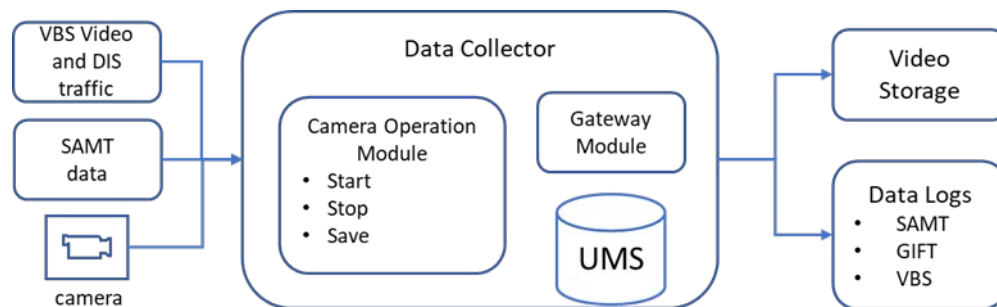 VBS Video
and DIS
traffic
SAMT
data
camera
Data Collector
Camera Operation
Module
• Start
• Stop
• Save
Gateway
Module
UMS
Video
Storage
Data Logs
• SAMT
• GIFT
• VBS